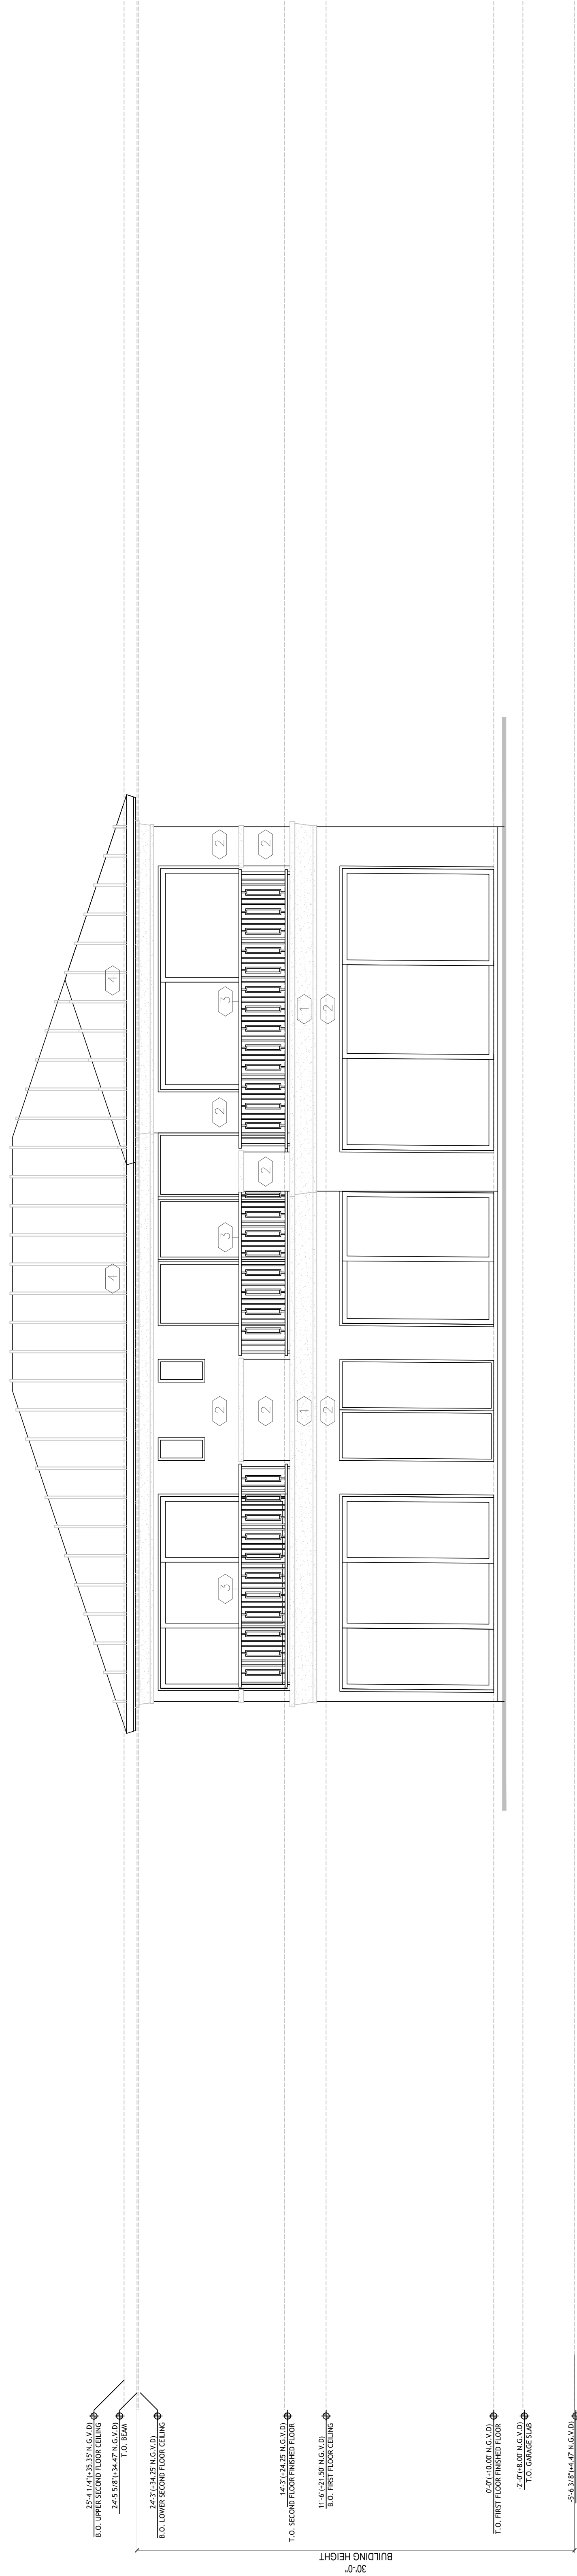 25'-4 1/4"(+35.35' N.G.V.D)
B.O. UPPER SECOND FLOOR CEILING
24'-5 5/8"(+34.47' N.G.V.D)
T.O. BEAM
24'-3"(+34.25' N.G.V.D)
B.O. LOWER SECOND FLOOR CEILING
14'-3"(+24.25' N.G.V.D)
T.O. SECOND FLOOR FINISHED FLOOR
11'-6"(+21.50' N.G.V.D)
B.O. FIRST FLOOR CEILING
0'-0"(+10.00' N.G.V.D)
T.O. FIRST FLOOR FINISHED FLOOR
-2'-0"(+8.00' N.G.V.D)
T.O. GARAGE SLAB
-5'-6 3/8"(+4.47' N.G.V.D)
30'-0"
BUILDING HEIGHT
4
4
2
2
2
2
3
3
3
2
2
2
1
1
2
2